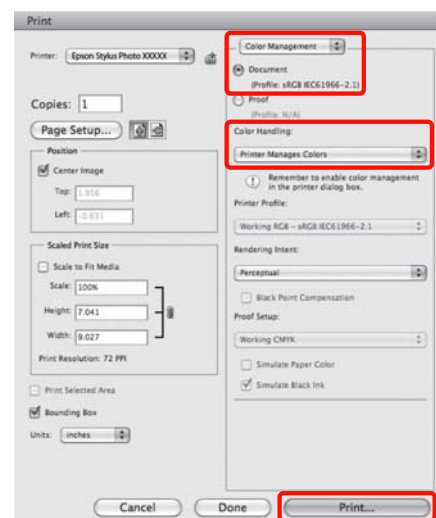 Print
Printer: Epson Stylus Photo XXXXX
Copies: 1
Page Setup...
Position
Center Image
Top: 1.916
Left: -0.631
Scaled Print Size
Scale to Fit Media
Scale: 100%
Height: 7.041
Width: 9.027
Print Resolution: 72 PPI
Print Selected Area
Bounding Box
Units: inches
Color Management
Document
(Profile: sRGB IEC61966-2.1)
Proof
(Profile: N/A)
Color Handling:
Printer Manages Colors
Remember to enable color management
in the printer dialog box.
Printer Profile:
Working RGB - sRGB IEC61966-2.1
Rendering Intent:
Perceptual
Black Point Compensation
Proof Setup:
Working CMYK
Simulate Paper Color
Simulate Black Ink
Cancel
Done
Print...